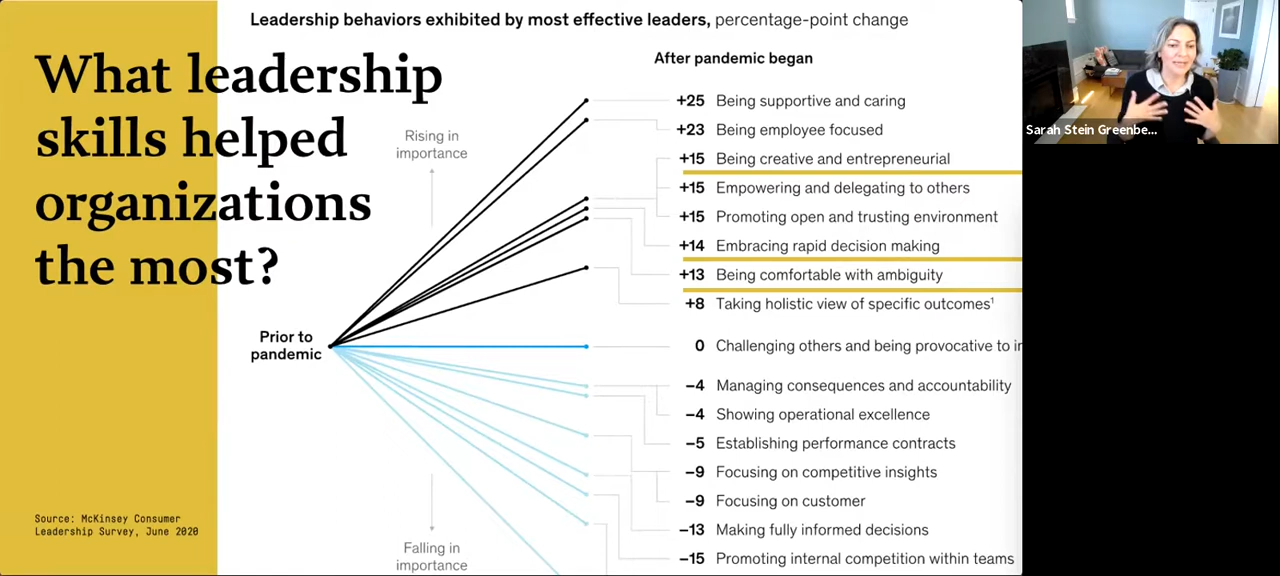 Leadership behaviors exhibited by most effective leaders, percentage-point change
What leadership
skills helped
organizations
the most?
After pandemic began
Rising in
importance
Prior to
pandemic
+25 Being supportive and caring
+23 Being employee focused
+15 Being creative and entrepreneurial
+15 Empowering and delegating to others
+15 Promoting open and trusting environment
+14 Embracing rapid decision making
+13 Being comfortable with ambiguity
+8 Taking holistic view of specific outcomes¹
0 Challenging others and being provocative to in
–4 Managing consequences and accountability
–4 Showing operational excellence
–5 Establishing performance contracts
–9 Focusing on competitive insights
–9 Focusing on customer
–13 Making fully informed decisions
–15 Promoting internal competition within teams
Falling in
importance
Source: McKinsey Consumer
Leadership Survey, June 2020
Sarah Stein Greenbe...